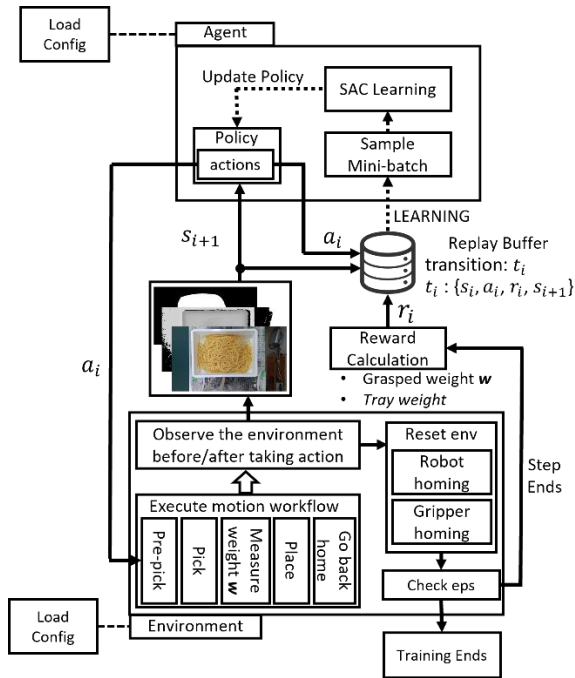 Load
Config
Agent
Update Policy
SAC Learning
Policy
actions
Sample
Mini-batch
LEARNING
s_{i+1}
a_i
Replay Buffer
transition: t_i
t_i : {s_i, a_i, r_i, s_{i+1}}
r_i
Reward
Calculation
• Grasped weight w
• Tray weight
a_i
Observe the environment
before/after taking action
Reset env
Robot
homing
Gripper
homing
Step
Ends
Execute motion workflow
Pre-pick
Pick
Measure
weight w
Place
Go back
home
Check eps
Load
Config
Environment
Training Ends